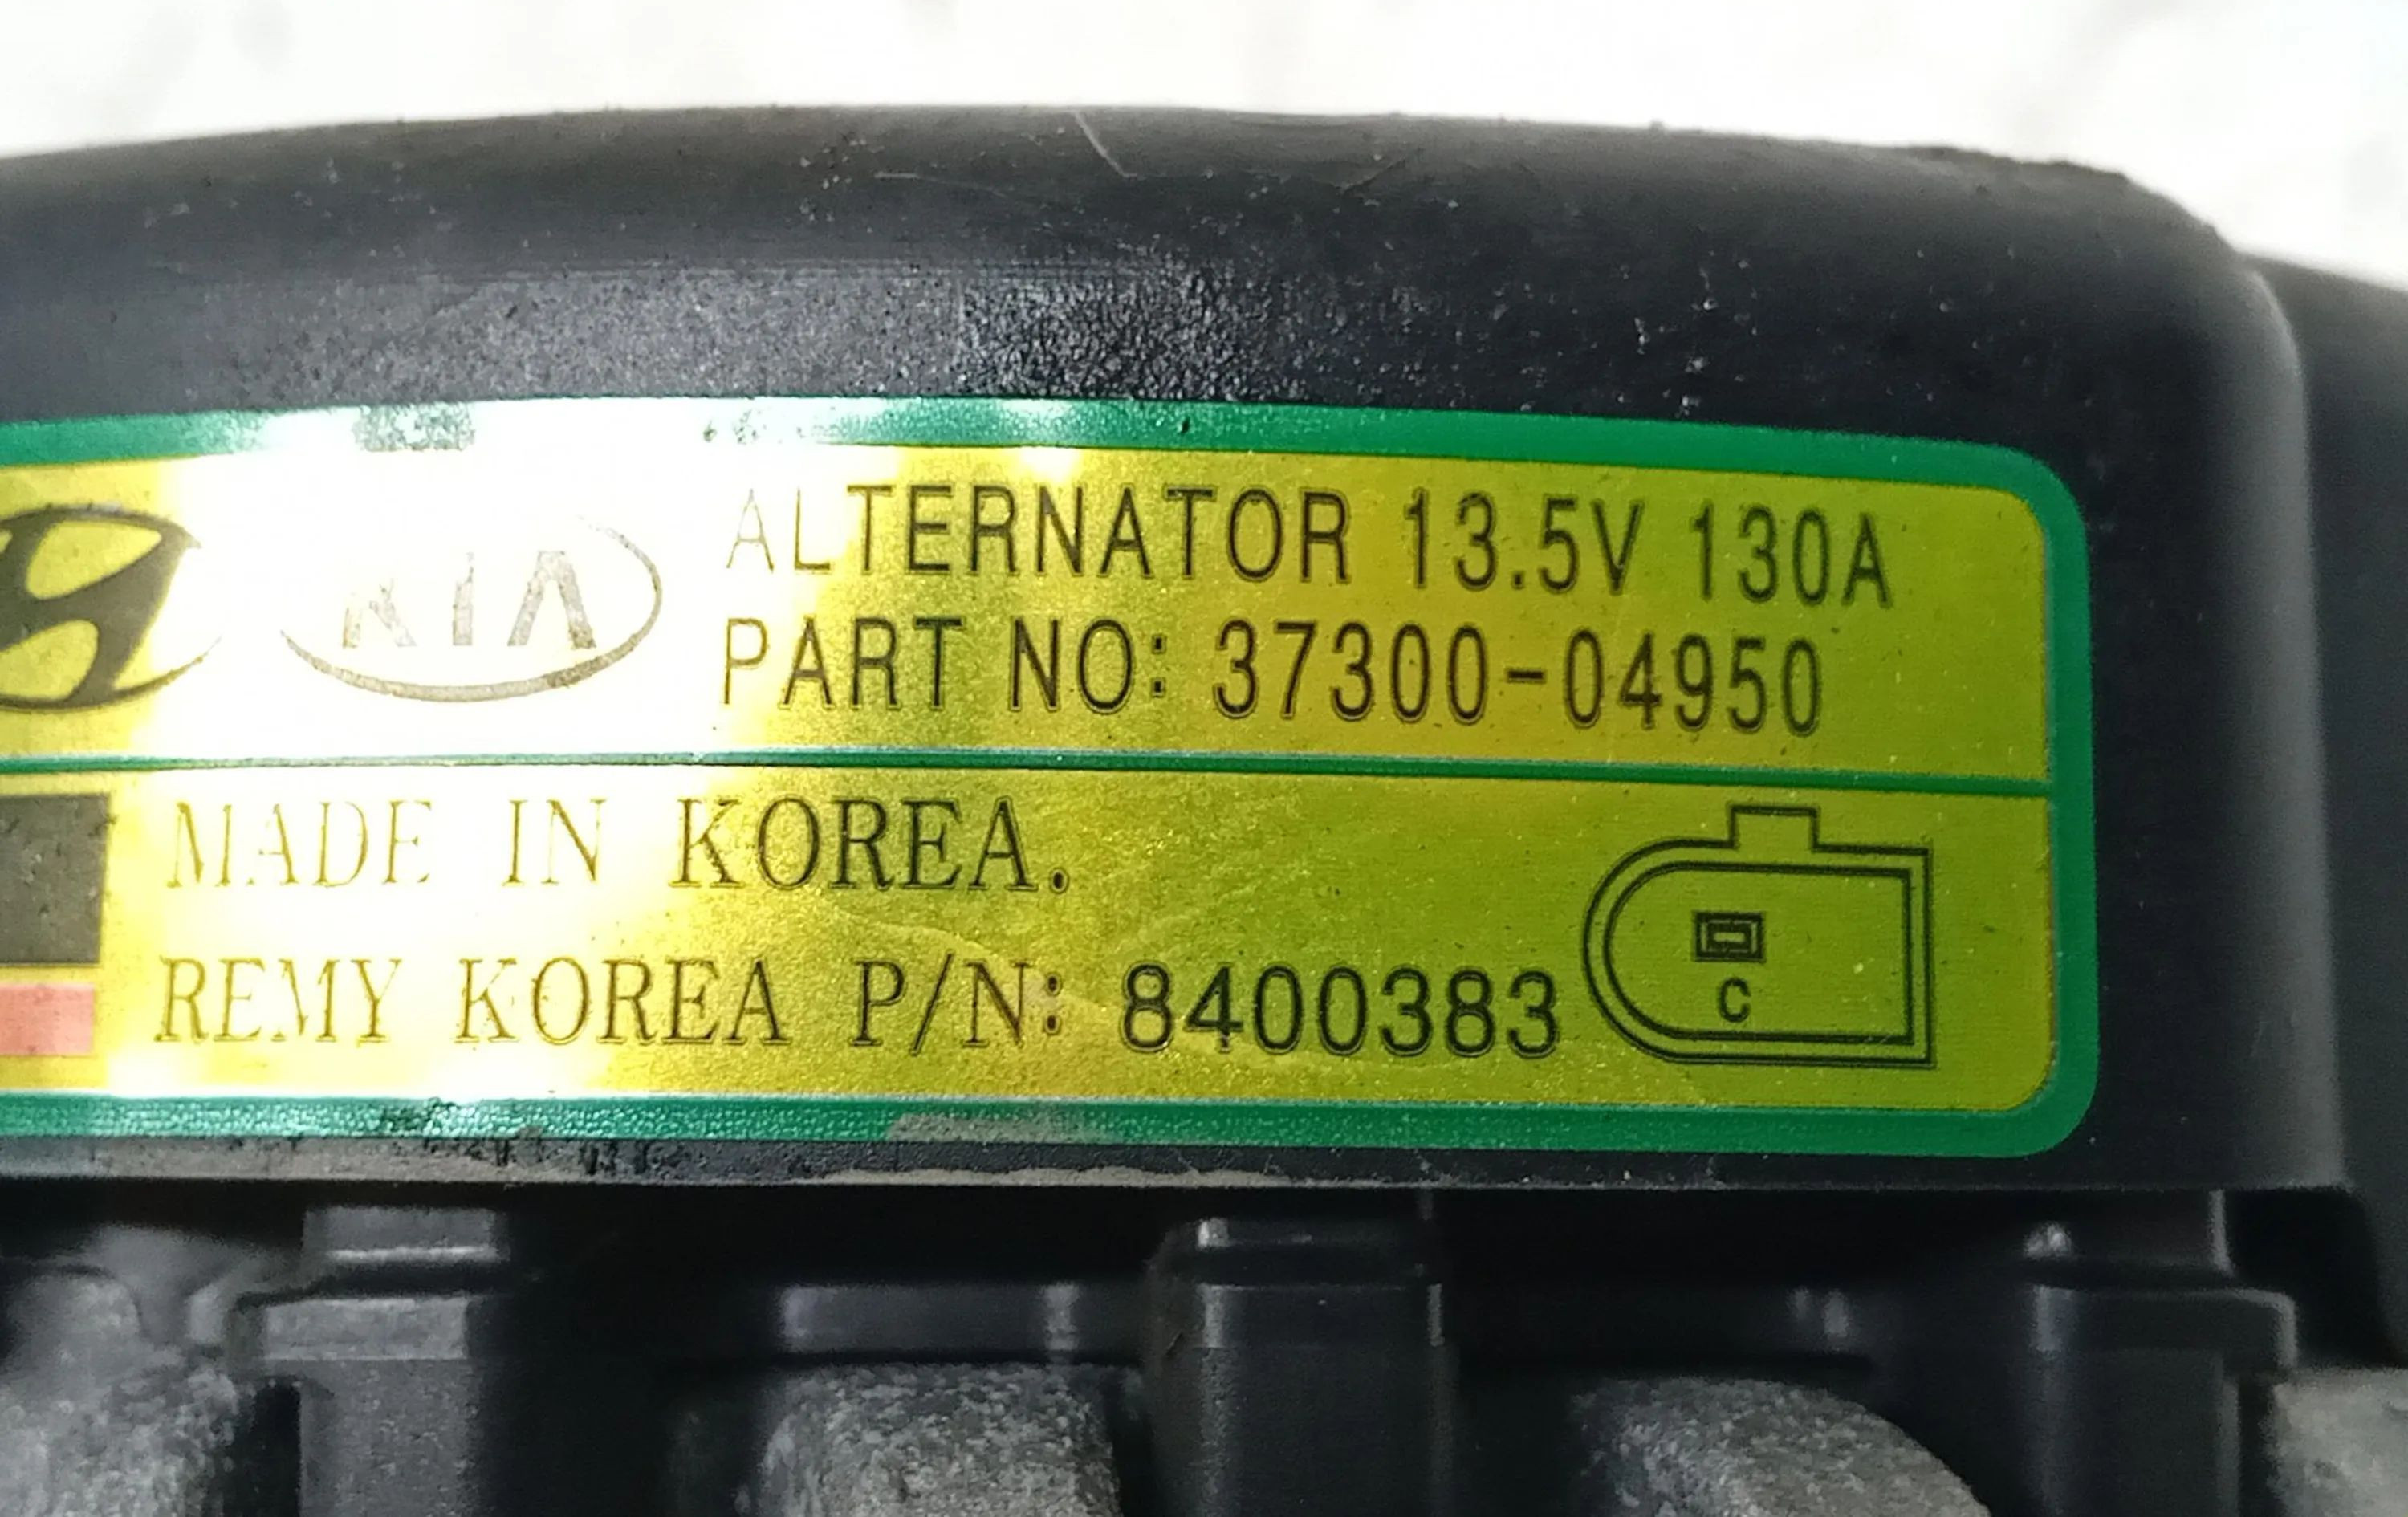 KIA
ALTERNATOR 13.5V 130A
PART NO: 37300-04950
MADE IN KOREA.
REMY KOREA P/N: 8400383
C